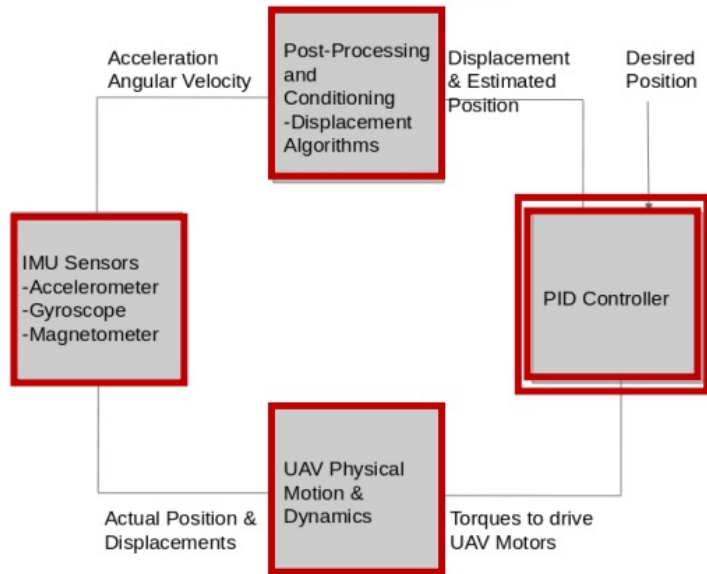 Acceleration
Angular Velocity
Post-Processing
and
Conditioning
-Displacement
Algorithms
Displacement
& Estimated
Position
Desired
Position
IMU Sensors
-Accelerometer
-Gyroscope
-Magnetometer
PID Controller
UAV Physical
Motion &
Dynamics
Actual Position &
Displacements
Torques to drive
UAV Motors